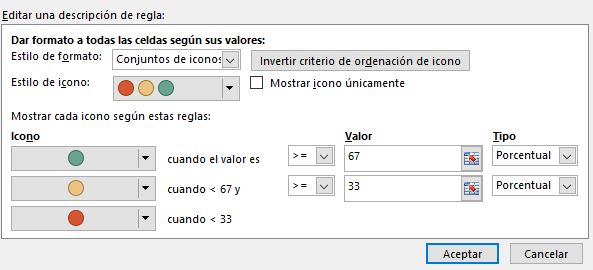 Editar una descripción de regla:
Dar formato a todas las celdas según sus valores:
Estilo de formato: Conjuntos de iconos Invertir criterio de ordenación de icono
Estilo de icono: Mostrar icono únicamente
Mostrar cada icono según estas reglas:
Icono Valor Tipo
cuando el valor es >= 67 Porcentual
cuando < 67 y >= 33 Porcentual
cuando < 33
Aceptar Cancelar